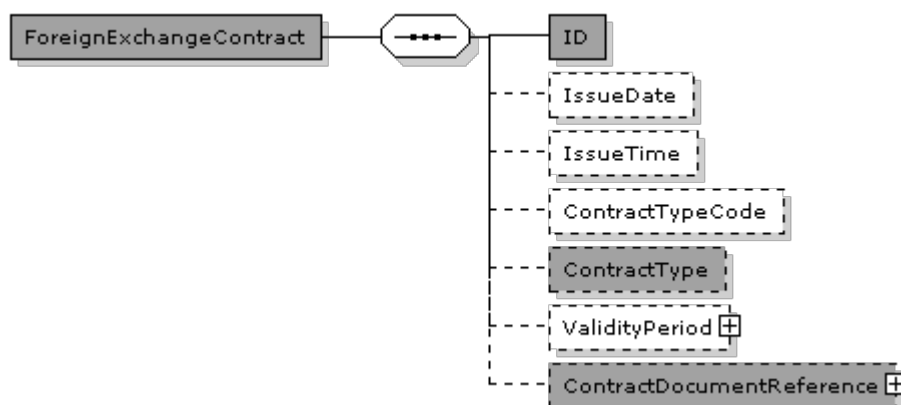 ForeignExchangeContract
ID
IssueDate
IssueTime
ContractTypeCode
ContractType
ValidityPeriod
ContractDocumentReference